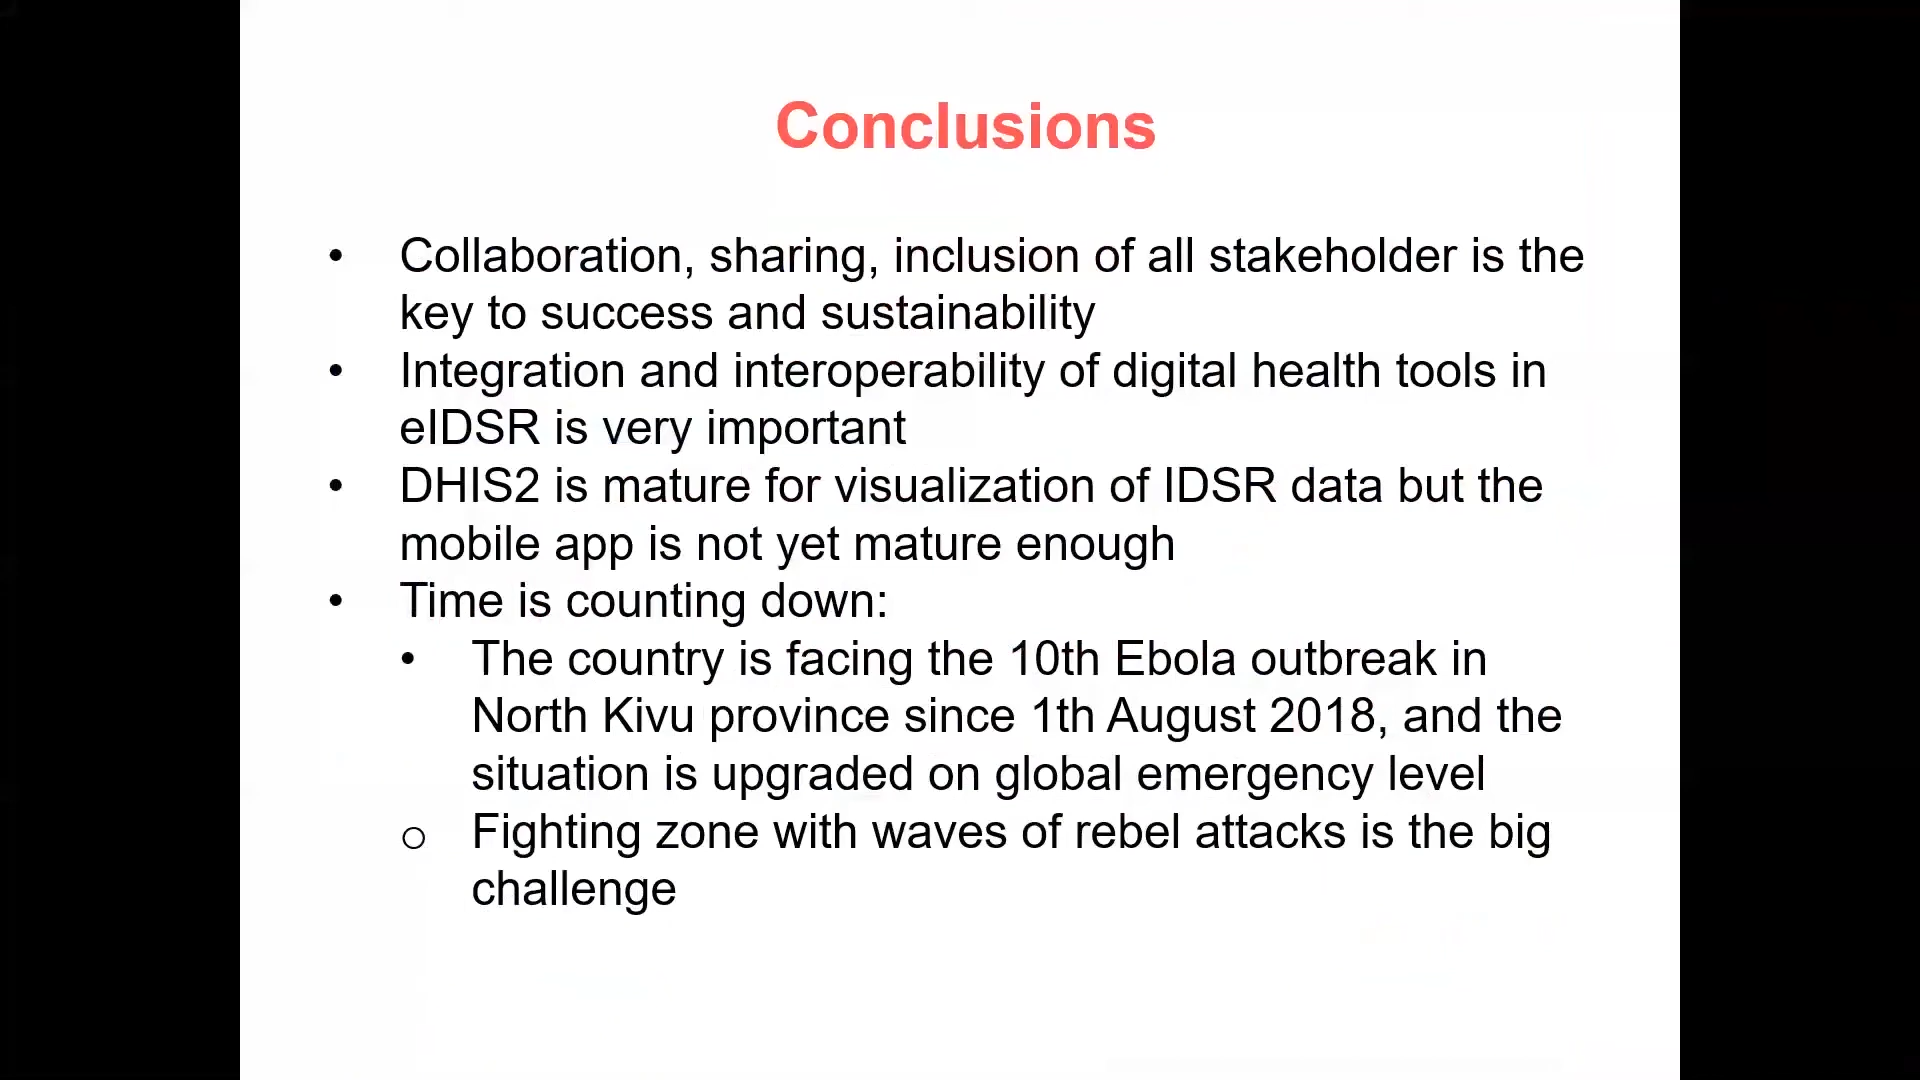 Conclusions
• Collaboration, sharing, inclusion of all stakeholder is the
key to success and sustainability
• Integration and interoperability of digital health tools in
eIDSR is very important
• DHIS2 is mature for visualization of IDSR data but the
mobile app is not yet mature enough
• Time is counting down:
• The country is facing the 10th Ebola outbreak in
North Kivu province since 1th August 2018, and the
situation is upgraded on global emergency level
o Fighting zone with waves of rebel attacks is the big
challenge